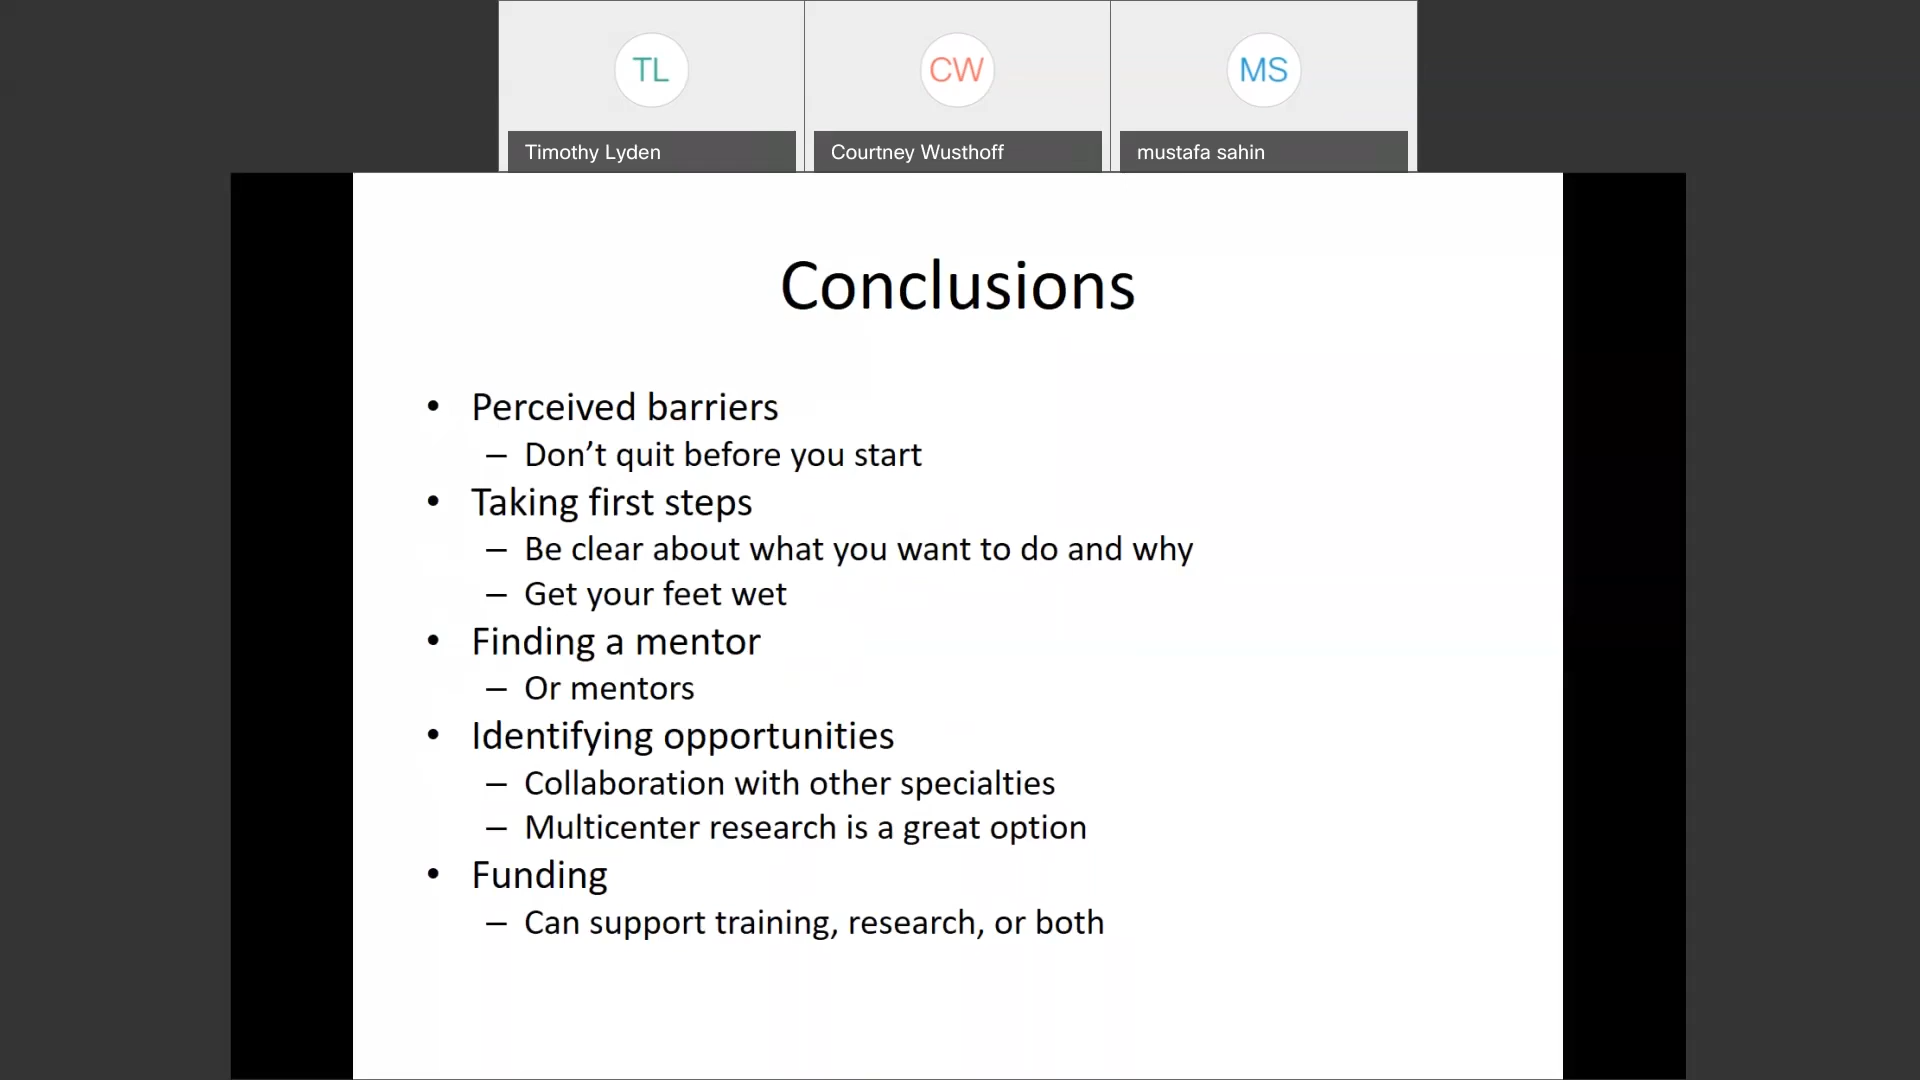 TL
CW
MS
Timothy Lyden
Courtney Wusthoff
mustafa sahin
Conclusions
• Perceived barriers
– Don’t quit before you start
• Taking first steps
– Be clear about what you want to do and why
– Get your feet wet
• Finding a mentor
– Or mentors
• Identifying opportunities
– Collaboration with other specialties
– Multicenter research is a great option
• Funding
– Can support training, research, or both